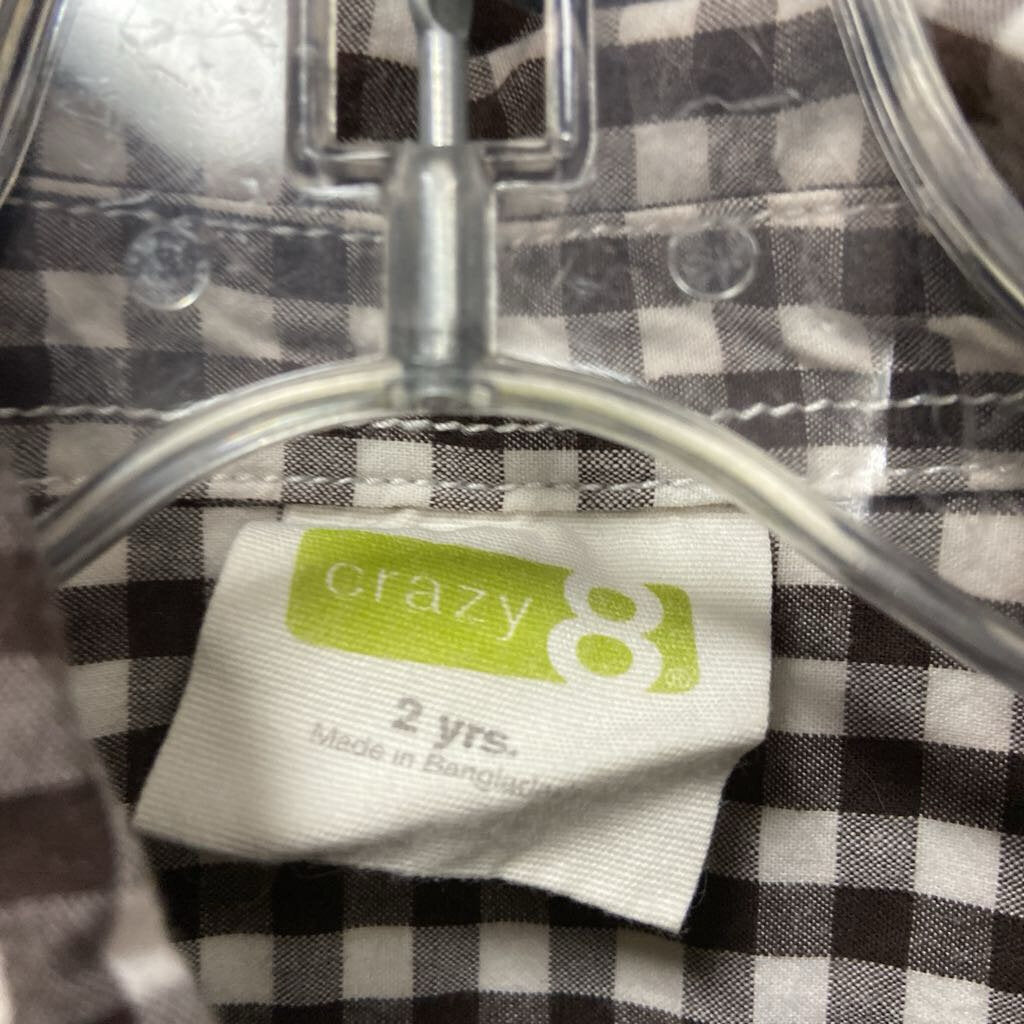 crazy 8®
2 yrs.
Made in